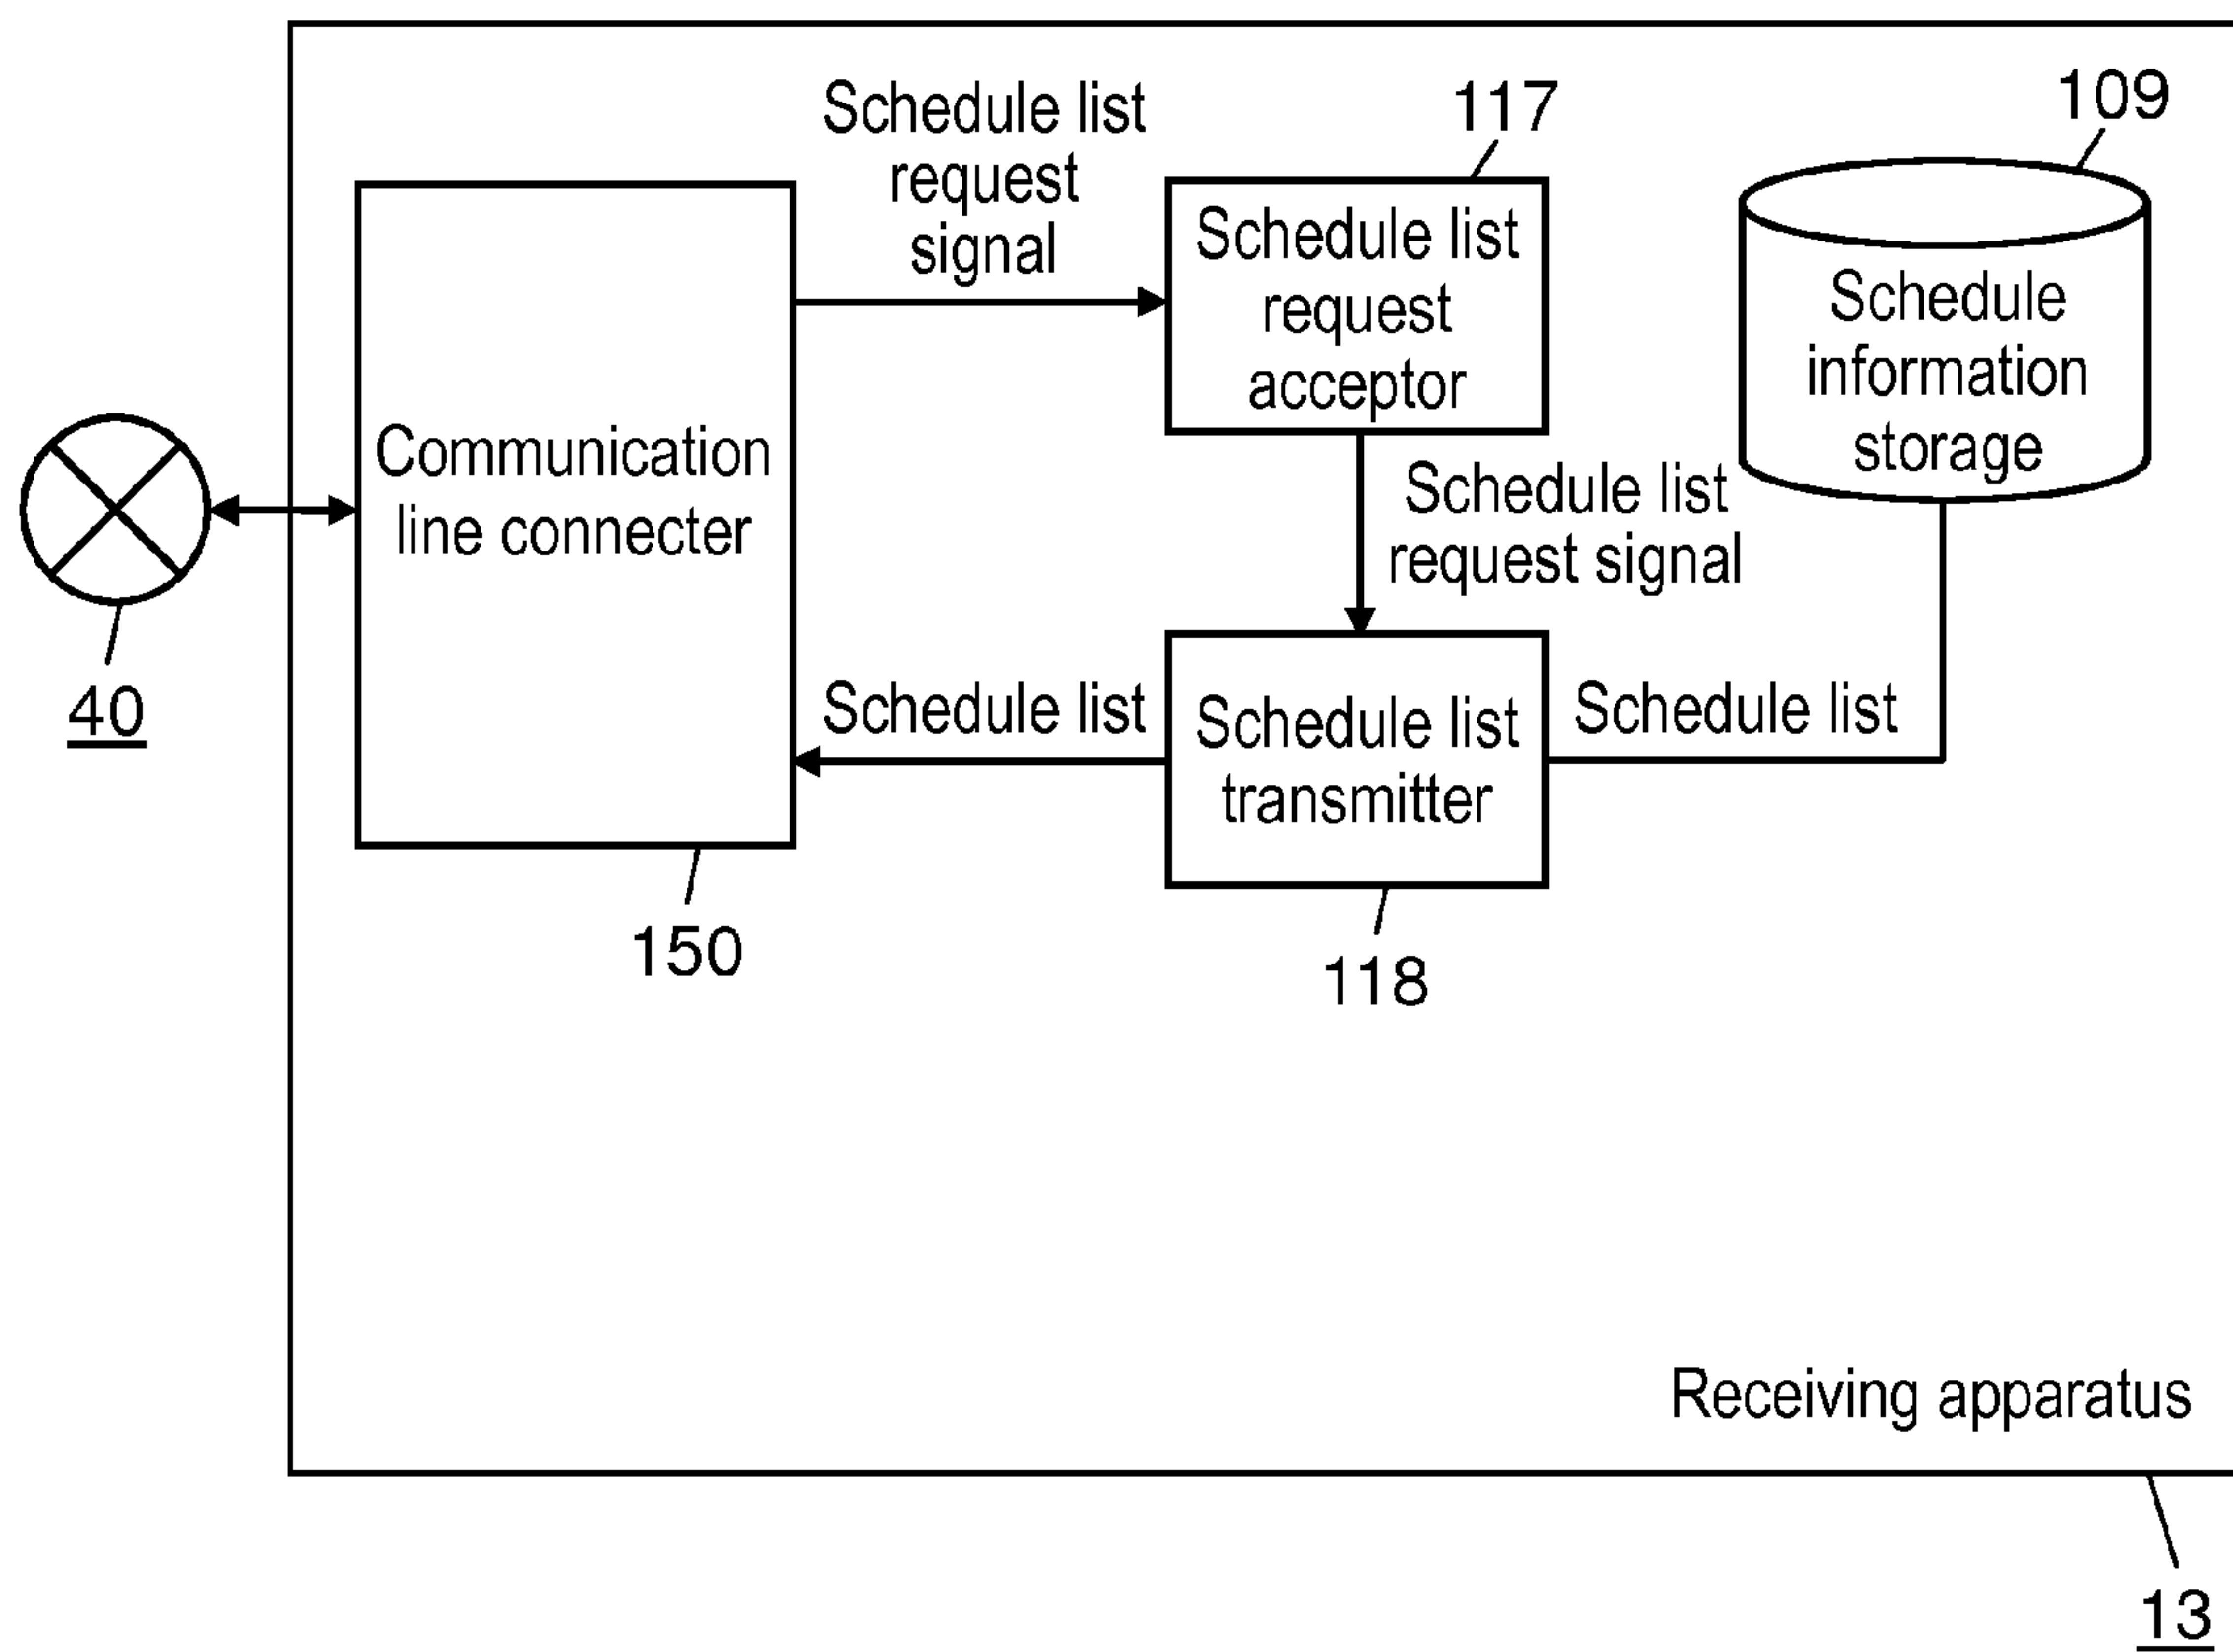 Schedule list
request
signal
117
109
Schedule list
request
acceptor
Schedule
information
storage
Communication
line connecter
Schedule list
request signal
40
Schedule list
Schedule list
transmitter
Schedule list
150
118
Receiving apparatus
13